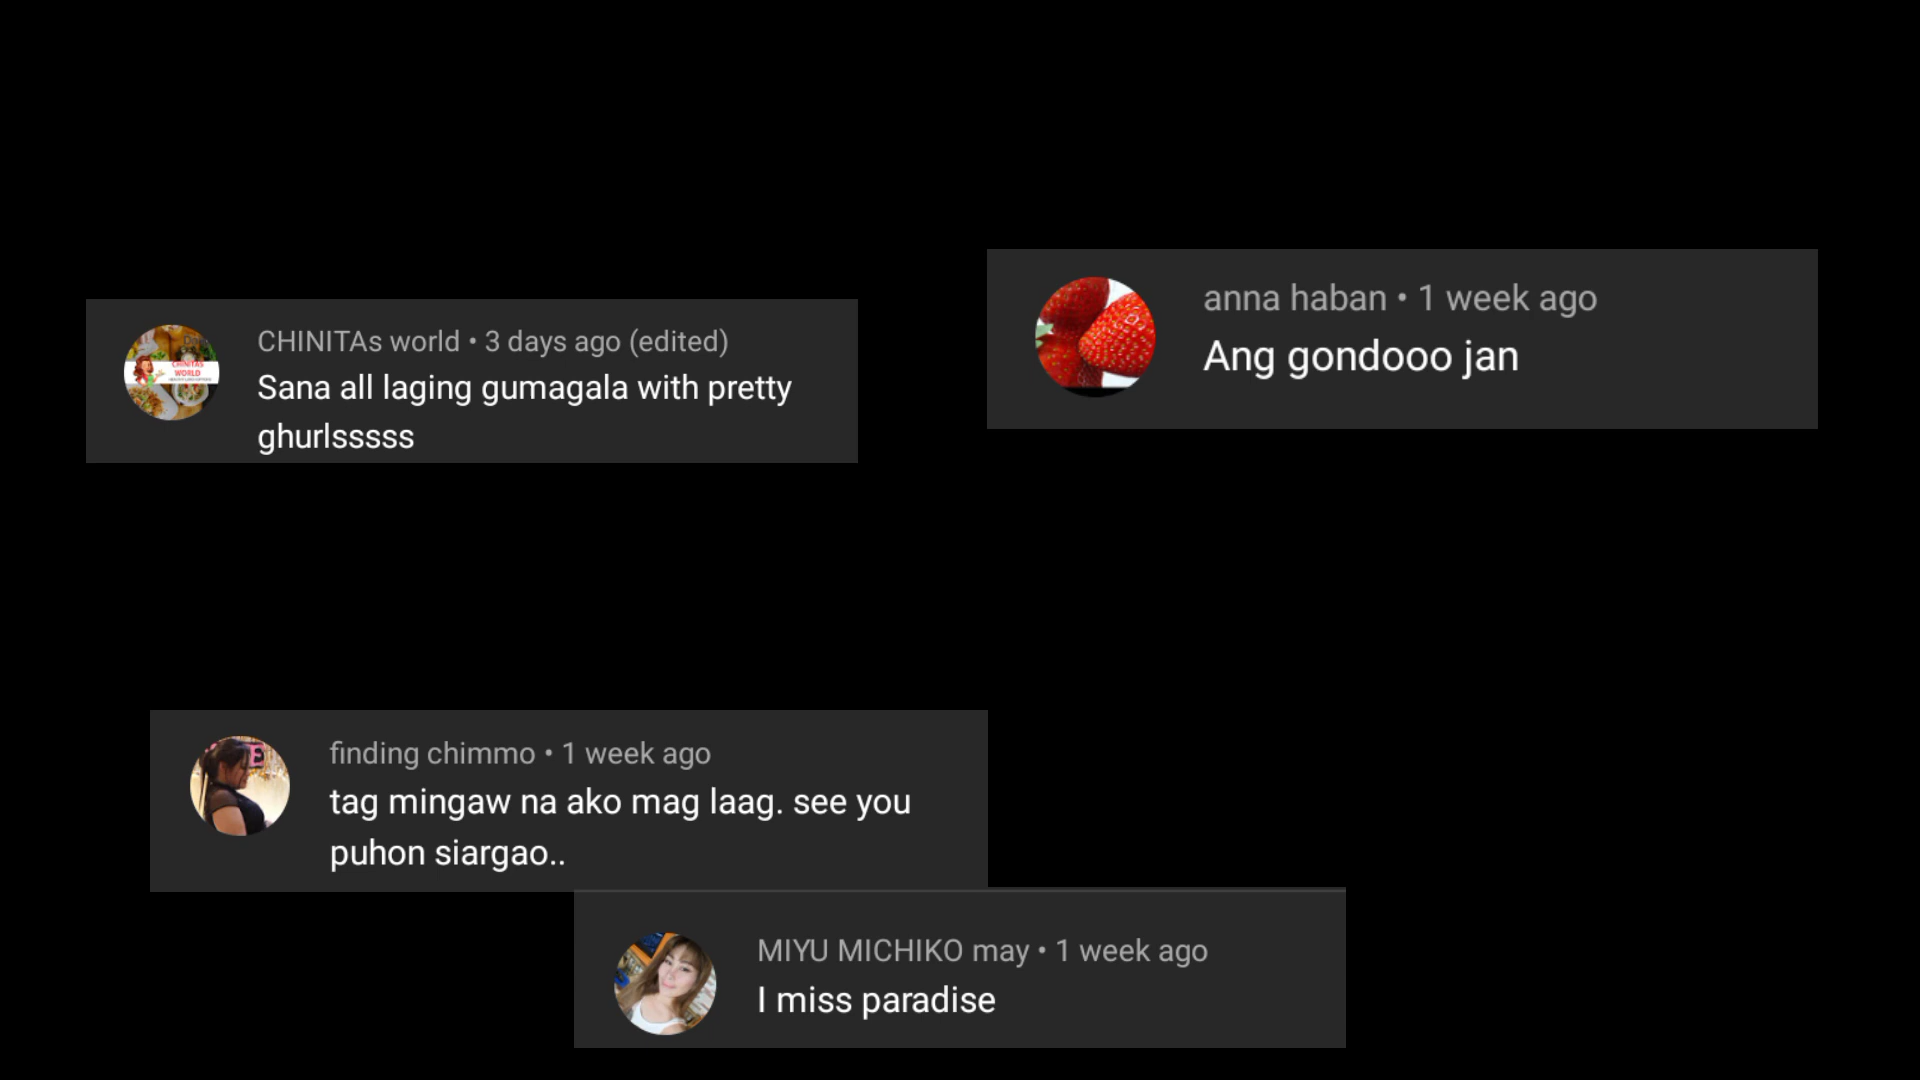 CHINITAs world • 3 days ago (edited)
Sana all laging gumagala with pretty
ghurlsssss
CHINITAS
WORLD
anna haban • 1 week ago
Ang gondooo jan
finding chimmo • 1 week ago
tag mingaw na ako mag laag. see you
puhon siargao..
MIYU MICHIKO may • 1 week ago
I miss paradise